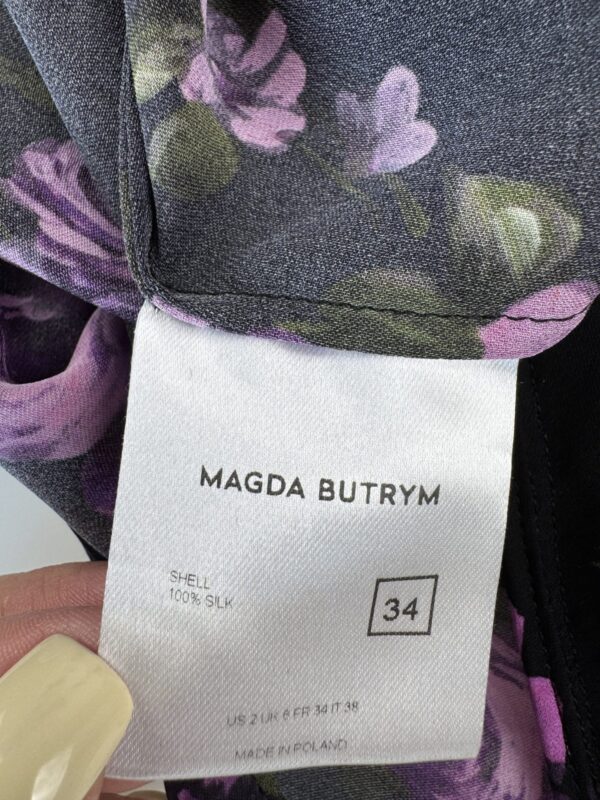 MAGDA BUTRYM
SHELL
100% SILK
34
US 2 UK 6 FR 34 IT 38
MADE IN POLAND